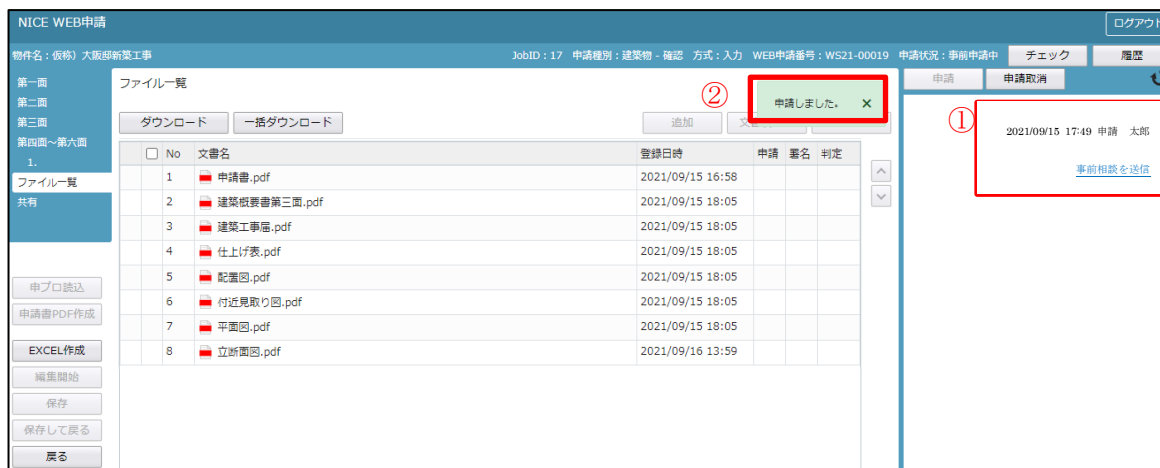 NICE WEB申請
ログアウト
物件名：仮称）大阪邸新築工事
JobID：17 申請種別：建築物 - 確認 方式：入力 WEB申請番号：WS21-00019 申請状況：事前申請中
チェック
履歴
第一面
第二面
第三面
第四面～第六面
1.
ファイル一覧
共有
申プロ読込
申請書PDF作成
EXCEL作成
編集開始
保存
保存して戻る
戻る
ファイル一覧
②
申請しました。 ×
ダウンロード
一括ダウンロード
追加
No 文書名 登録日時 申請 署名 判定
1 申請書.pdf 2021/09/15 16:58
2 建築概要書第三面.pdf 2021/09/15 18:05
3 建築工事届.pdf 2021/09/15 18:05
4 仕上げ表.pdf 2021/09/15 18:05
5 配置図.pdf 2021/09/15 18:05
6 付近見取り図.pdf 2021/09/15 18:05
7 平面図.pdf 2021/09/15 18:05
8 立断面図.pdf 2021/09/16 13:59
申請
申請取消
①
2021/09/15 17:49 申請 太郎
事前相談を送信